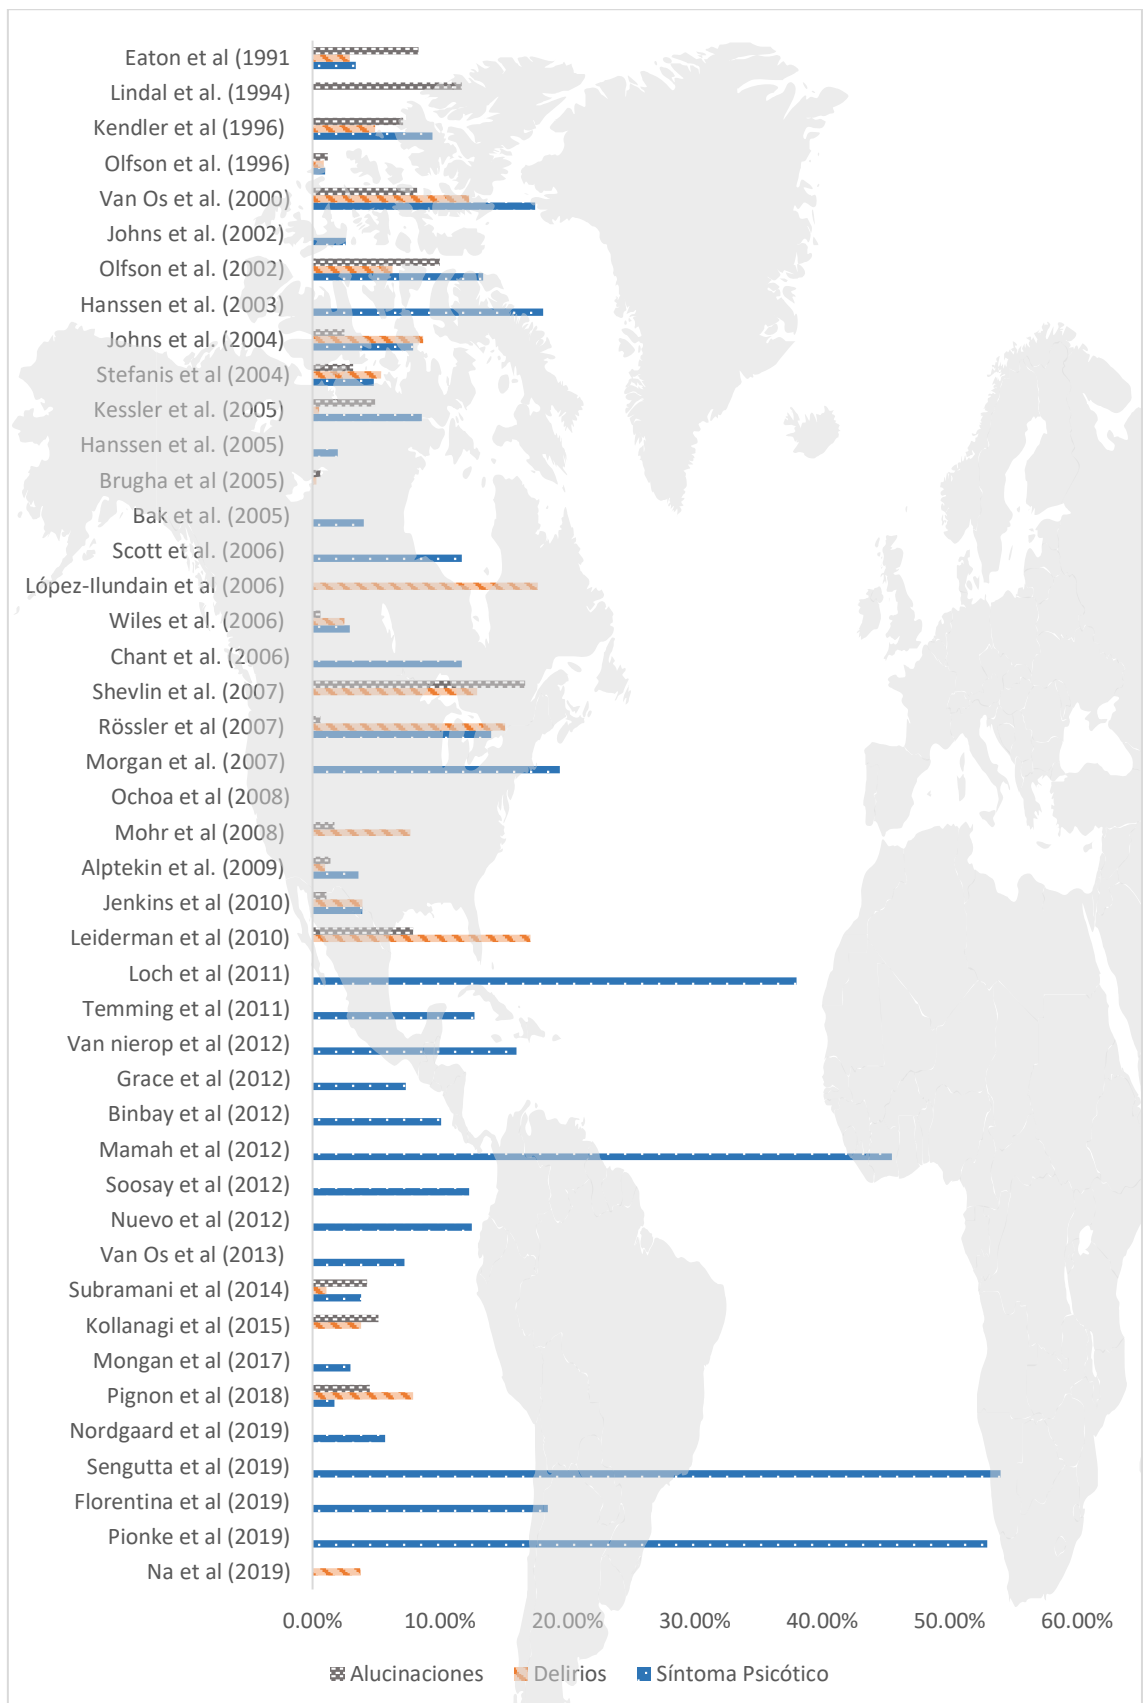 Eaton et al (1991
Lindal et al. (1994)
Kendler et al (1996)
Olfson et al. (1996)
Van Os et al. (2000)
Johns et al. (2002)
Olfson et al. (2002)
Hanssen et al. (2003)
Johns et al. (2004)
Stefanis et al (2004)
Kessler et al. (2005)
Hanssen et al. (2005)
Brugha et al (2005)
Bak et al. (2005)
Scott et al. (2006)
López-Ilundain et al (2006)
Wiles et al. (2006)
Chant et al. (2006)
Shevlin et al. (2007)
Rössler et al (2007)
Morgan et al. (2007)
Ochoa et al (2008)
Mohr et al (2008)
Alptekin et al. (2009)
Jenkins et al (2010)
Leiderman et al (2010)
Loch et al (2011)
Temming et al (2011)
Van nierop et al (2012)
Grace et al (2012)
Binbay et al (2012)
Mamah et al (2012)
Soosay et al (2012)
Nuevo et al (2012)
Van Os et al (2013)
Subramani et al (2014)
Kollanagi et al (2015)
Mongan et al (2017)
Pignon et al (2018)
Nordgaard et al (2019)
Sengutta et al (2019)
Florentina et al (2019)
Pionke et al (2019)
Na et al (2019)
0.00% 10.00% 20.00% 30.00% 40.00% 50.00% 60.00%
Alucinaciones Delirios Síntoma Psicótico